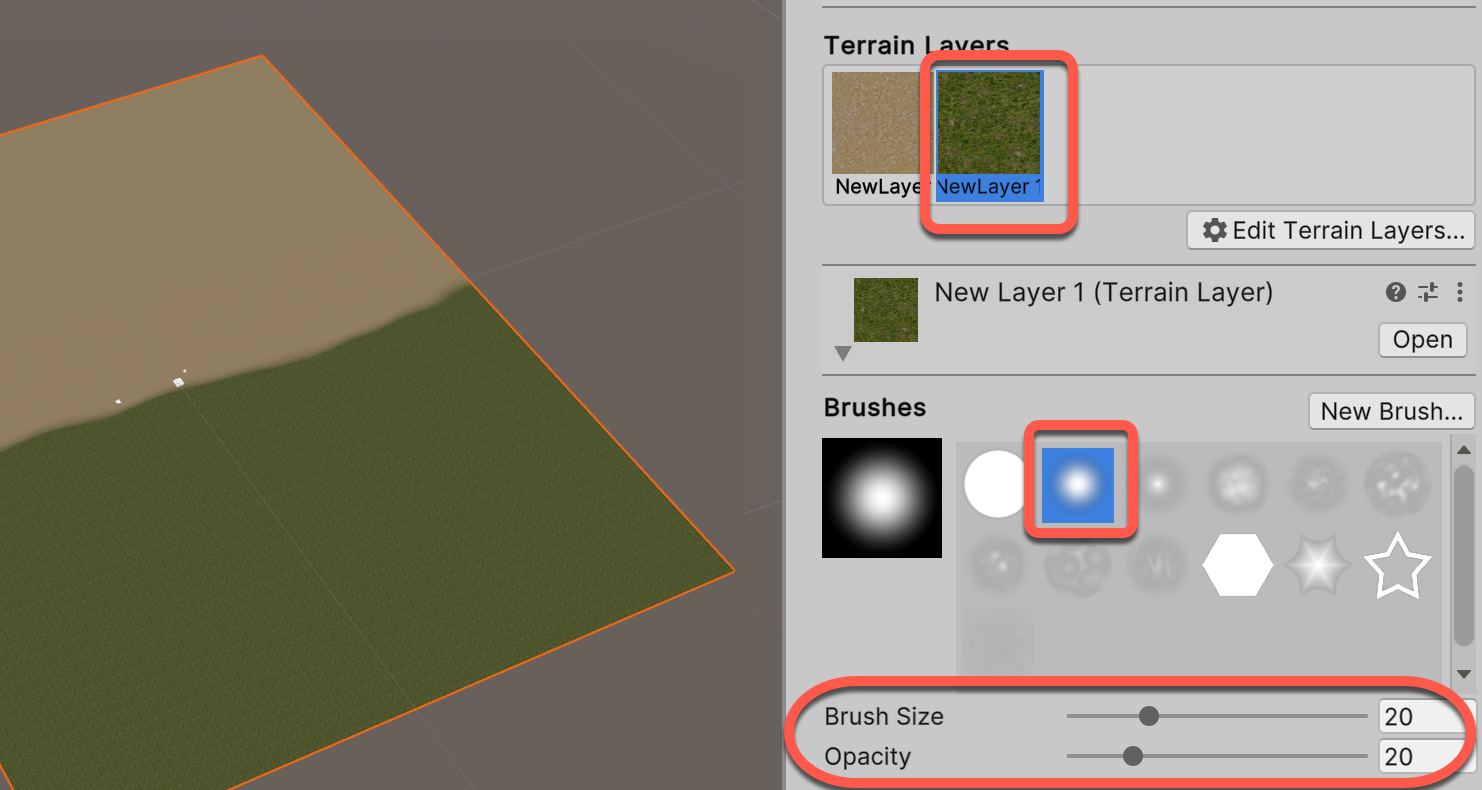 Terrain Layers
NewLayer NewLayer 1
Edit Terrain Layers...
New Layer 1 (Terrain Layer)
Open
Brushes
New Brush...
Brush Size 20
Opacity 20